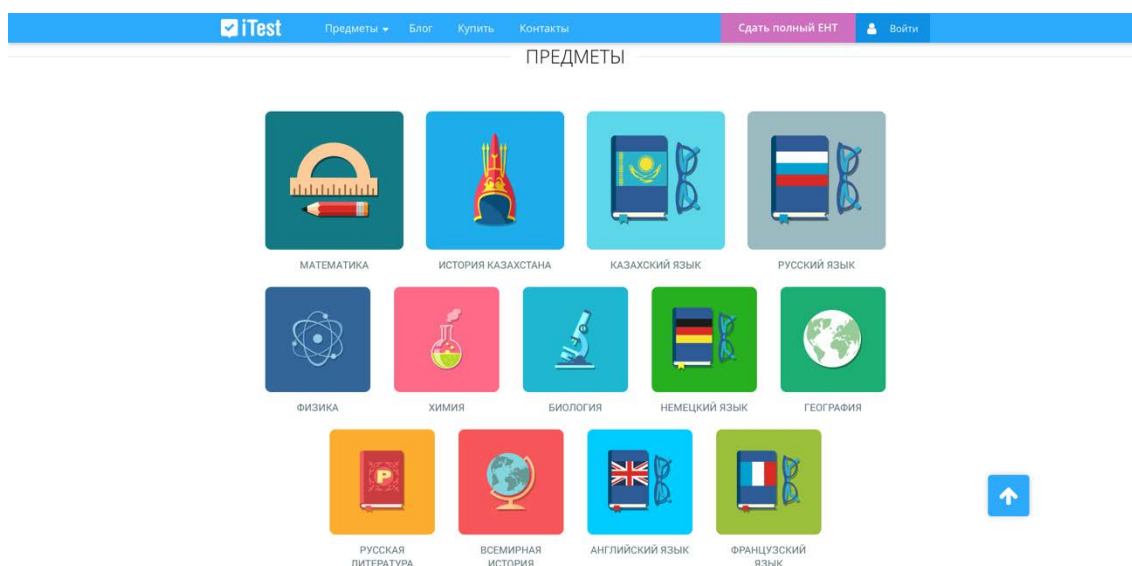 iTest Предметы Блог Купить Контакты Сдать полный ЕНТ Войти
ПРЕДМЕТЫ
МАТЕМАТИКА ИСТОРИЯ КАЗАХСТАНА КАЗАХСКИЙ ЯЗЫК РУССКИЙ ЯЗЫК
ФИЗИКА ХИМИЯ БИОЛОГИЯ НЕМЕЦКИЙ ЯЗЫК ГЕОГРАФИЯ
Р
РУССКАЯ
ЛИТЕРАТУРА
ВСЕМИРНАЯ
ИСТОРИЯ
АНГЛИЙСКИЙ ЯЗЫК
ФРАНЦУЗСКИЙ
ЯЗЫК